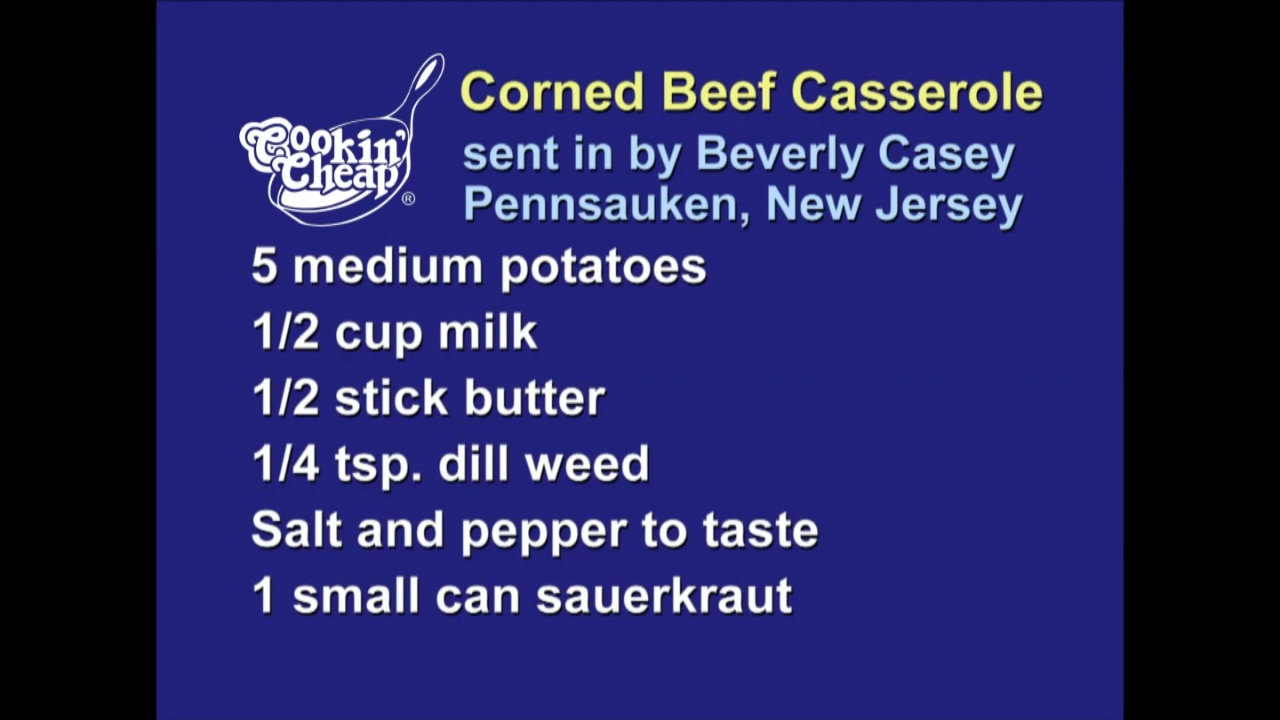 Cookin'
Cheap
®
Corned Beef Casserole
sent in by Beverly Casey
Pennsauken, New Jersey
5 medium potatoes
1/2 cup milk
1/2 stick butter
1/4 tsp. dill weed
Salt and pepper to taste
1 small can sauerkraut